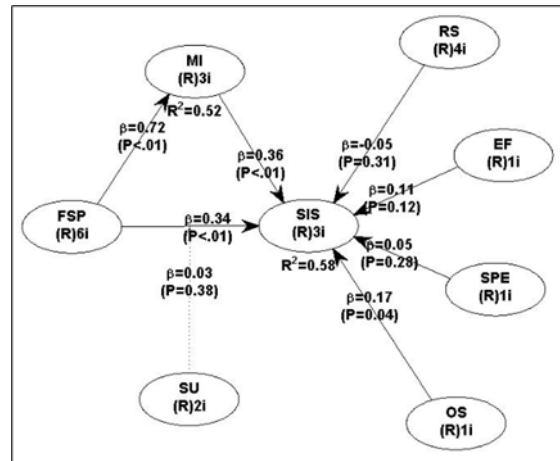 RS
(R)4i
MI
(R)3i
R²=0.52
β=0.72
(P<.01)
β=0.36
(P<.01)
β=-0.05
(P=0.31)
EF
(R)1i
β=0.11
(P=0.12)
FSP
(R)6i
β=0.34
(P<.01)
SIS
(R)3i
R²=0.58
β=0.05
(P=0.28)
SPE
(R)1i
β=0.03
(P=0.38)
β=0.17
(P=0.04)
SU
(R)2i
OS
(R)1i